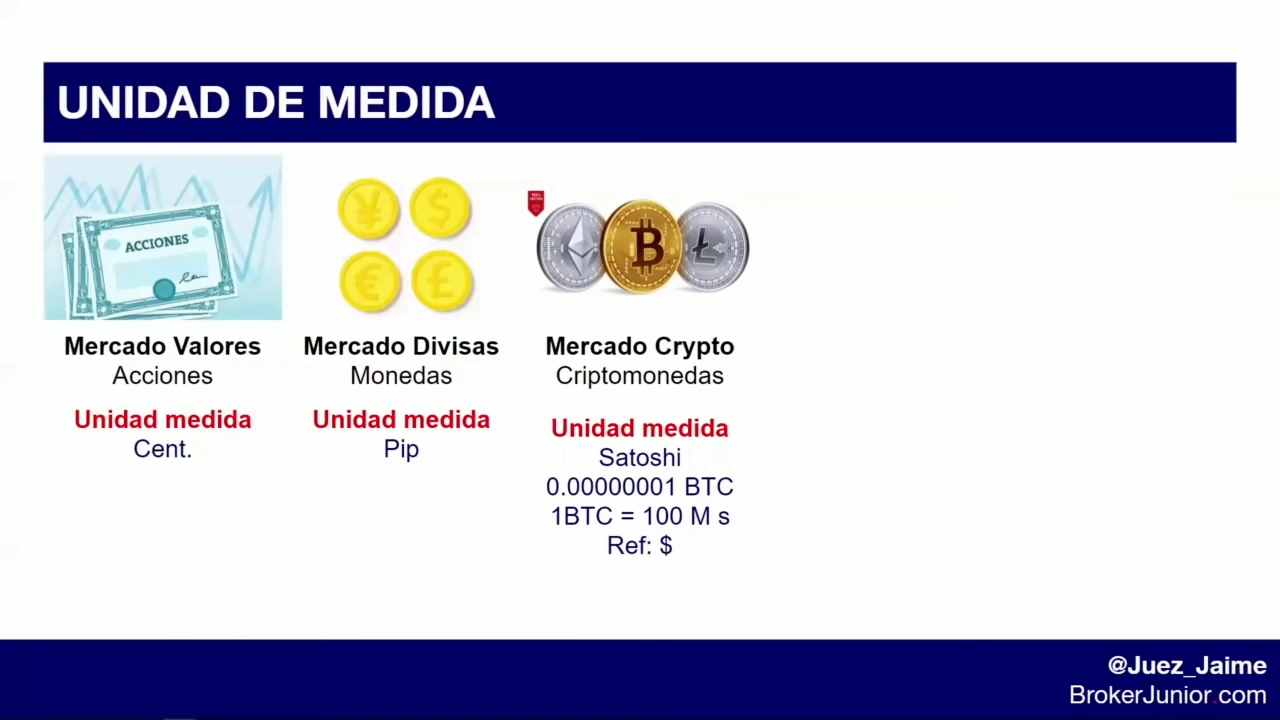 UNIDAD DE MEDIDA
ACCIONES
Mercado Valores
Acciones
Unidad medida
Cent.
Mercado Divisas
Monedas
Unidad medida
Pip
Mercado Crypto
Criptomonedas
Unidad medida
Satoshi
0.00000001 BTC
1BTC = 100 M s
Ref: $
@Juez_Jaime
BrokerJunior.com